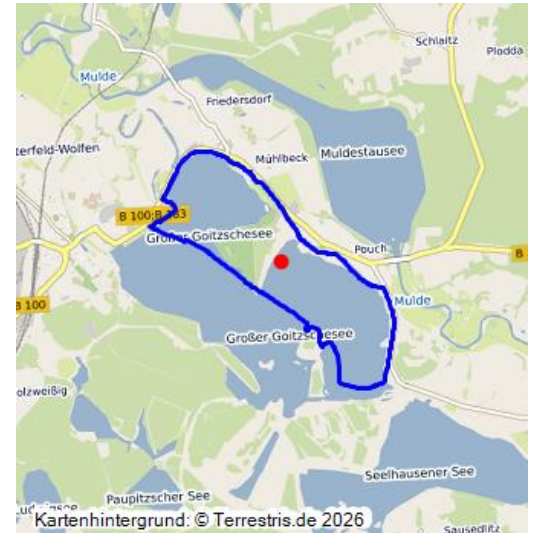 Schlaitz
Plodda
Mulde
Friedersdorf
terfeld-Wolfen
Mühlbeck
Muldestausee
B 100;B 183
Großer Goitzschesee
Pouch
B
B 100
Mulde
Großer Goitzschesee
olzweißig
Seelhausener See
Paupitzscher See
Kartenhintergrund: © Terrestris.de 2026
Sausedlitz